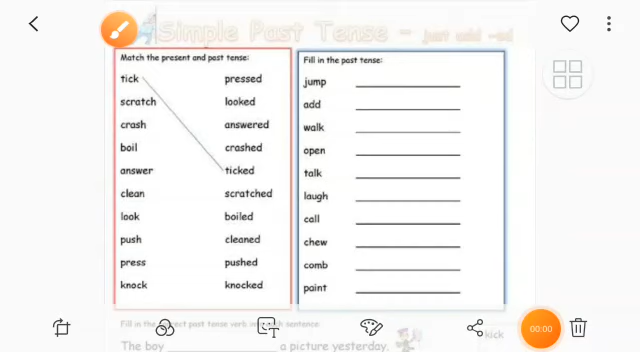 Simple Past Tense - just add -ed
Match the present and past tense:
tick pressed
scratch looked
crash answered
boil crashed
answer ticked
clean scratched
look boiled
push cleaned
press pushed
knock knocked
Fill in the past tense:
jump
add
walk
open
talk
laugh
call
chew
comb
paint
T
00:00
Fill in the correct past tense verb in each sentence.
The boy ____________ a picture yesterday.
kick